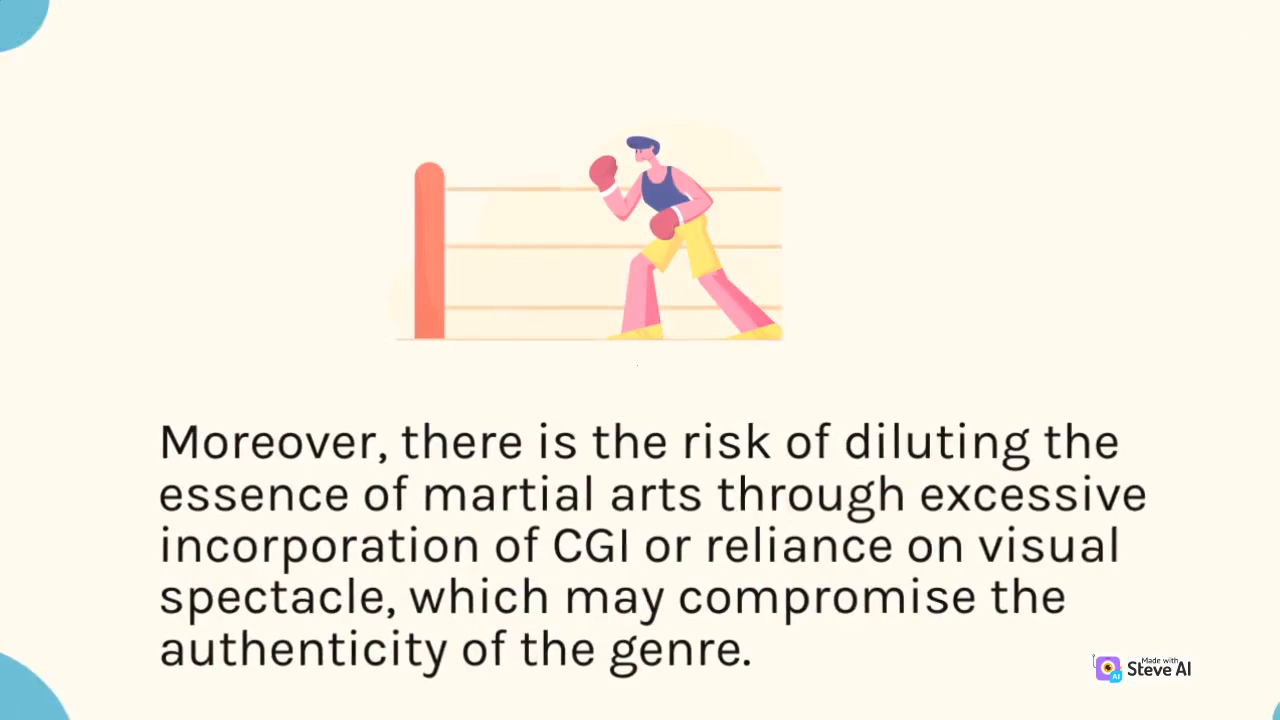 Moreover, there is the risk of diluting the
essence of martial arts through excessive
incorporation of CGI or reliance on visual
spectacle, which may compromise the
authenticity of the genre.
Made with
Steve AI
AI